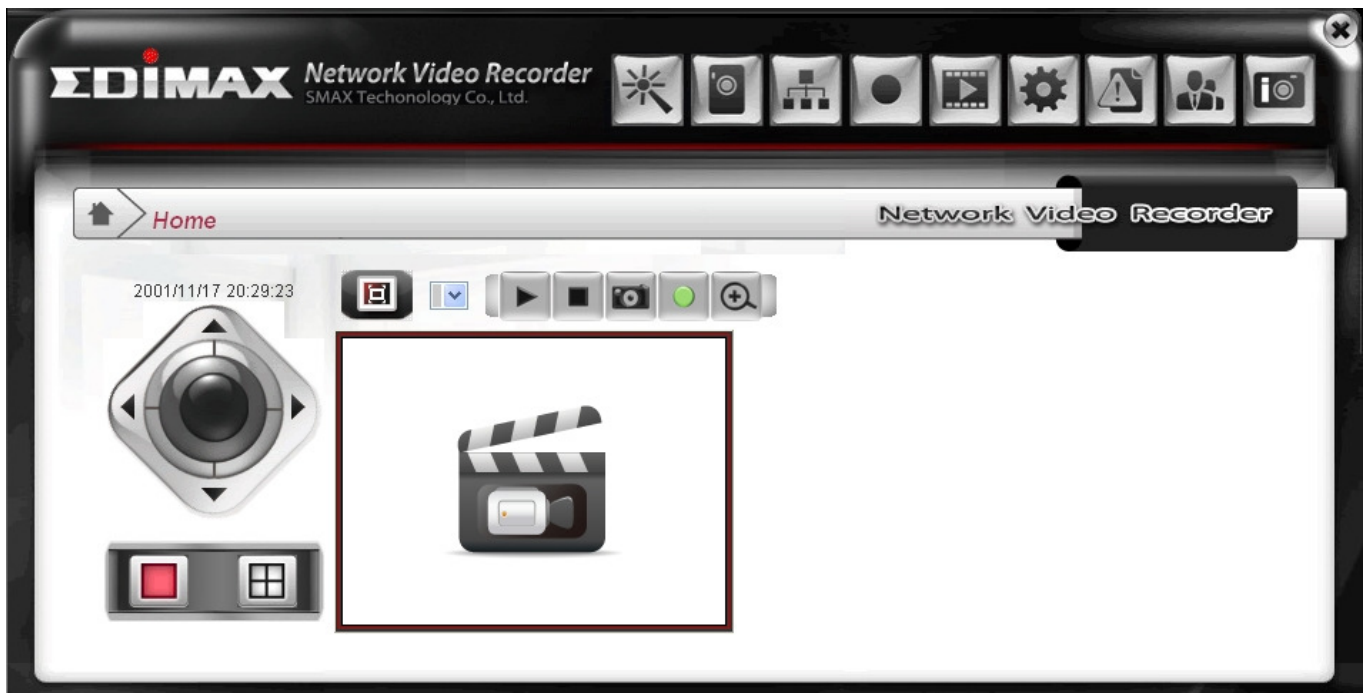 EDIMAX Network Video Recorder
SMAX Techonology Co., Ltd.
i
Home
Network Video Recorder
2001/11/17 20:29:23